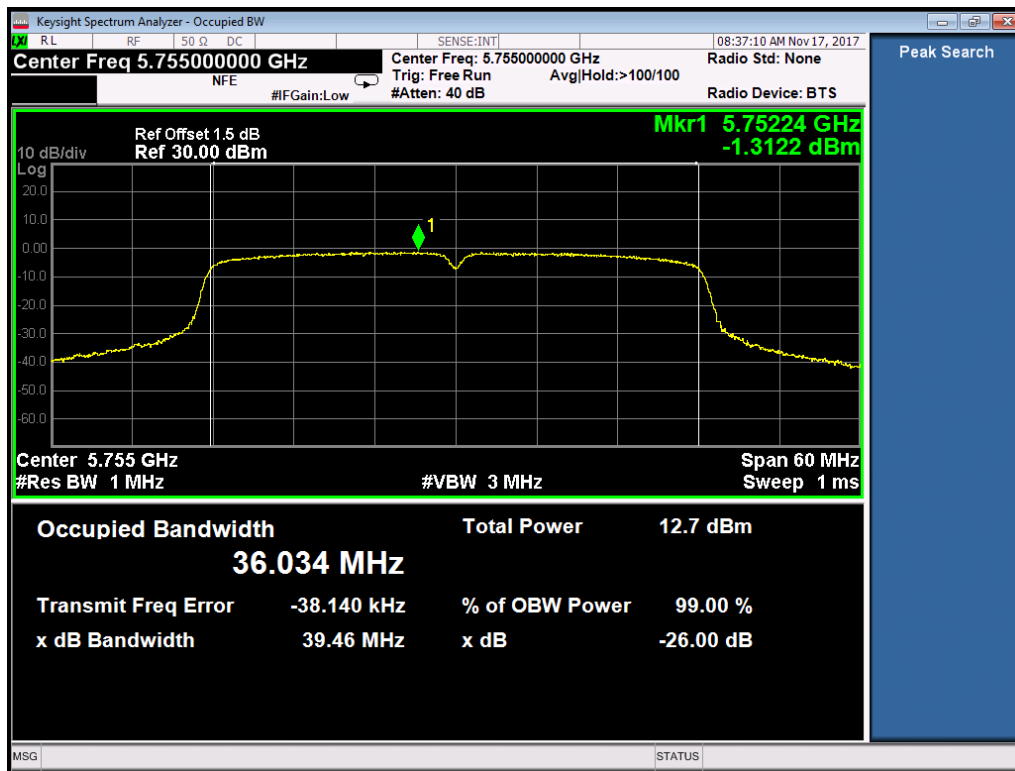 Keysight Spectrum Analyzer - Occupied BW
LXI RL RF 50 Ω DC SENSE:INT 08:37:10 AM Nov 17, 2017
Center Freq 5.755000000 GHz
NFE
#IFGain:Low
Center Freq: 5.755000000 GHz
Trig: Free Run Avg|Hold:>100/100
#Atten: 40 dB
Radio Std: None
Radio Device: BTS
Peak Search
Mkr1 5.75224 GHz
-1.3122 dBm
Ref Offset 1.5 dB
10 dB/div Ref 30.00 dBm
Log
20.0
10.0
1
0.00
-10.0
-20.0
-30.0
-40.0
-50.0
-60.0
Center 5.755 GHz Span 60 MHz
#Res BW 1 MHz #VBW 3 MHz Sweep 1 ms
Occupied Bandwidth Total Power 12.7 dBm
36.034 MHz
Transmit Freq Error -38.140 kHz % of OBW Power 99.00 %
x dB Bandwidth 39.46 MHz x dB -26.00 dB
MSG STATUS